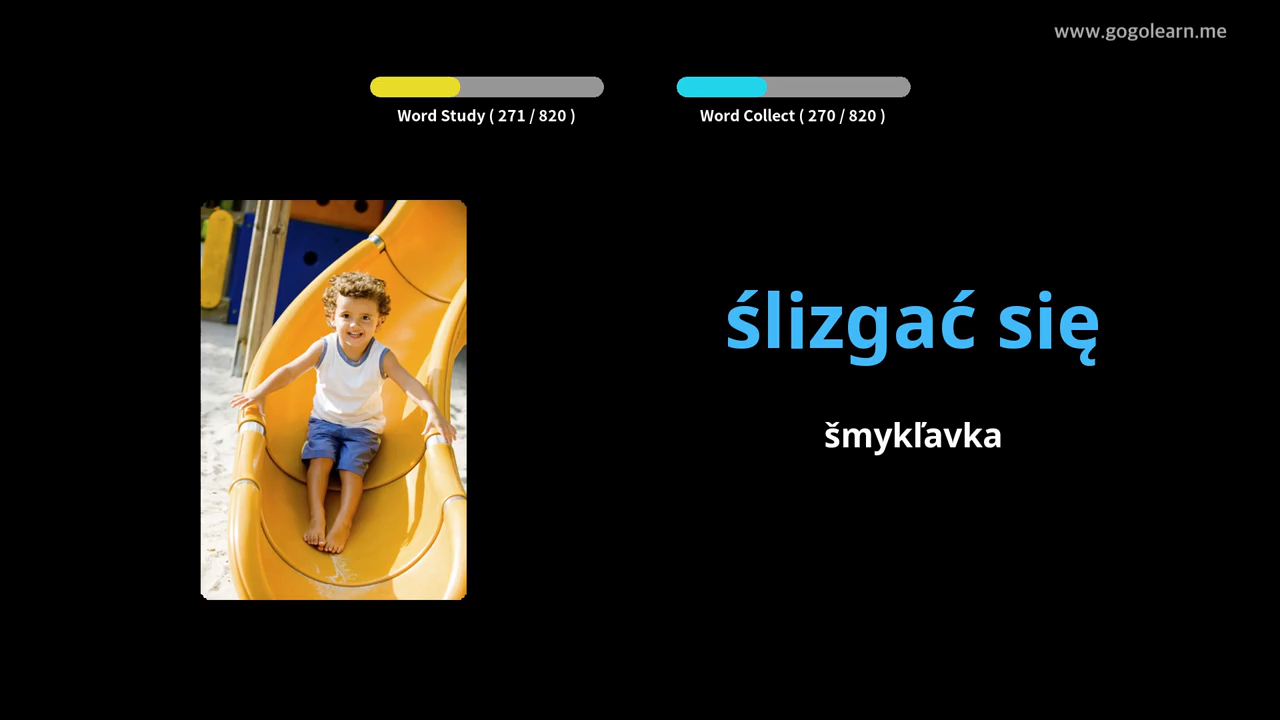 www.gogolearn.me
Word Study ( 271 / 820 )
Word Collect ( 270 / 820 )
ślizgać się
šmykľavka